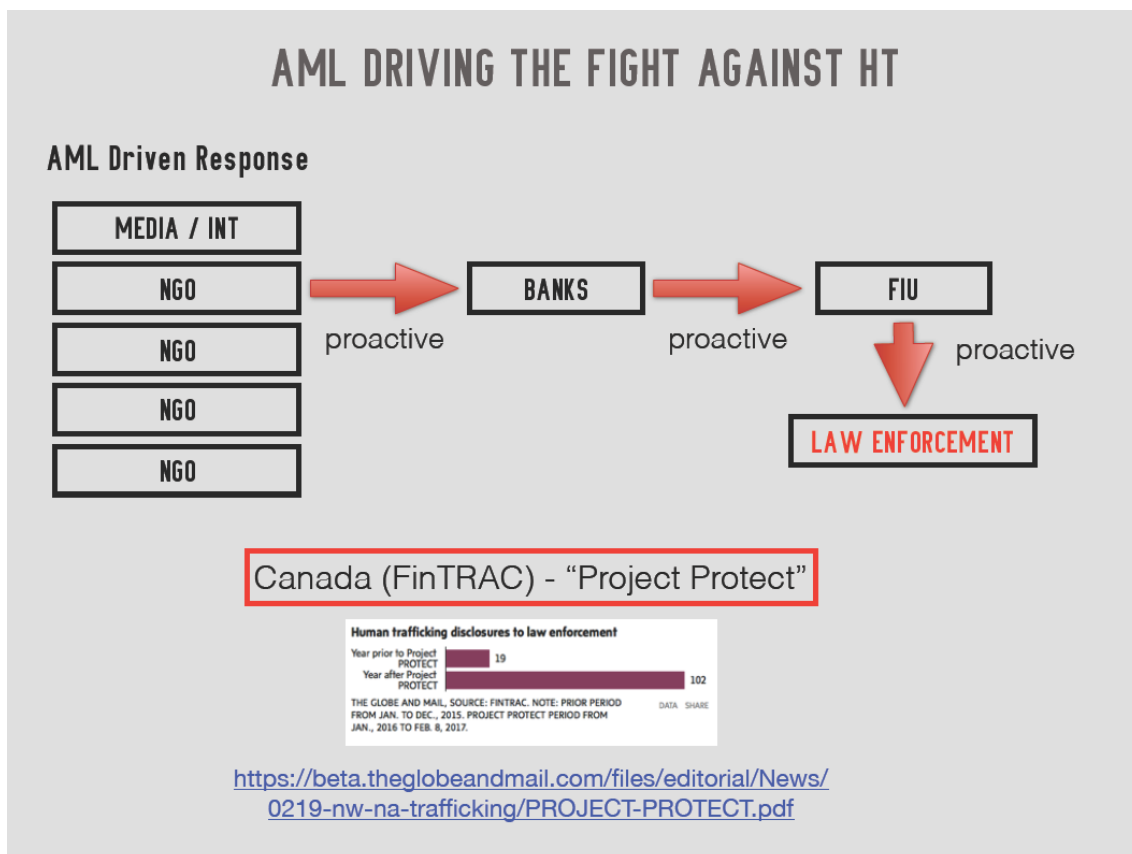 AML DRIVING THE FIGHT AGAINST HT
AML Driven Response
MEDIA / INT
NGO
NGO
NGO
NGO
proactive
BANKS
proactive
FIU
proactive
LAW ENFORCEMENT
Canada (FinTRAC) - “Project Protect”
Human trafficking disclosures to law enforcement
Year prior to Project
PROTECT
19
Year after Project
PROTECT
102
THE GLOBE AND MAIL, SOURCE: FINTRAC. NOTE: PRIOR PERIOD
FROM JAN. TO DEC., 2015. PROJECT PROTECT PERIOD FROM
JAN., 2016 TO FEB. 8, 2017.
DATA SHARE
https://beta.theglobeandmail.com/files/editorial/News/
0219-nw-na-trafficking/PROJECT-PROTECT.pdf